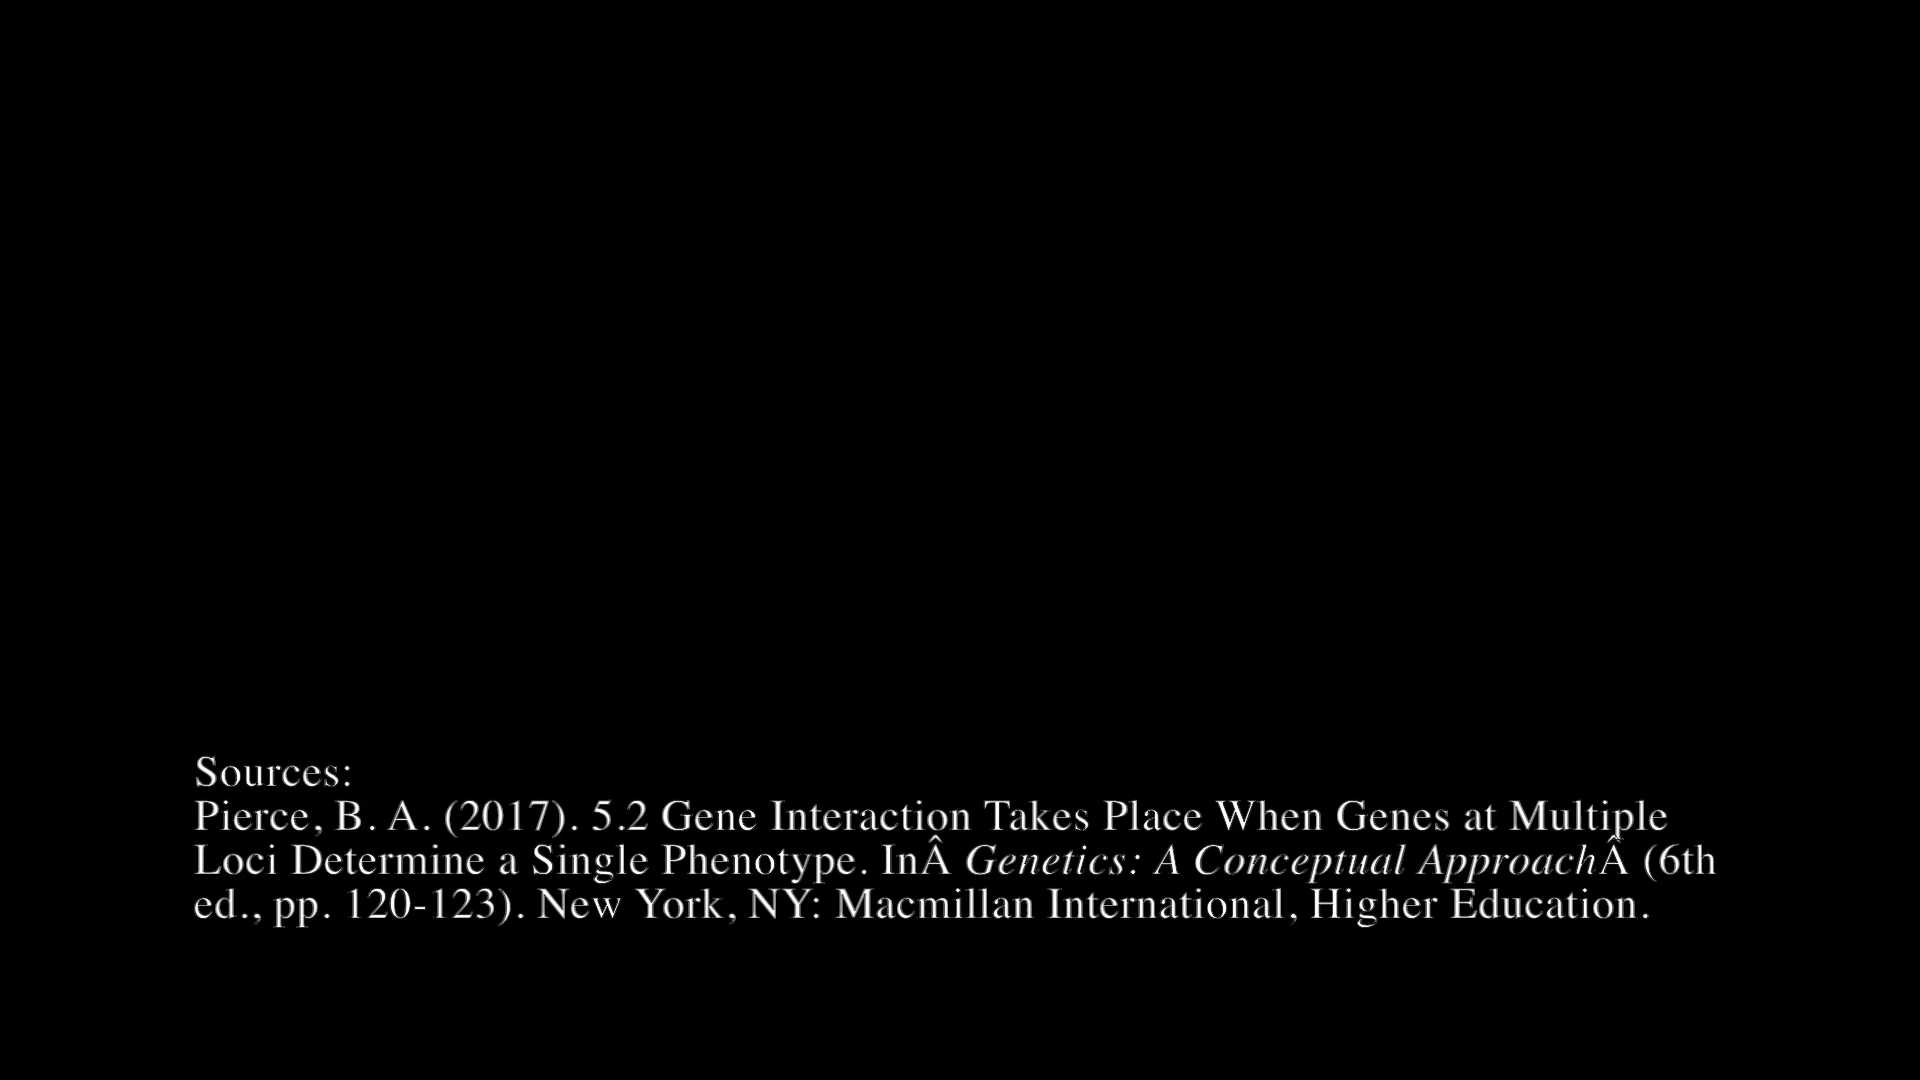 Sources:
Pierce, B. A. (2017). 5.2 Gene Interaction Takes Place When Genes at Multiple
Loci Determine a Single Phenotype. InÂ Genetics: A Conceptual ApproachÂ (6th
ed., pp. 120-123). New York, NY: Macmillan International, Higher Education.